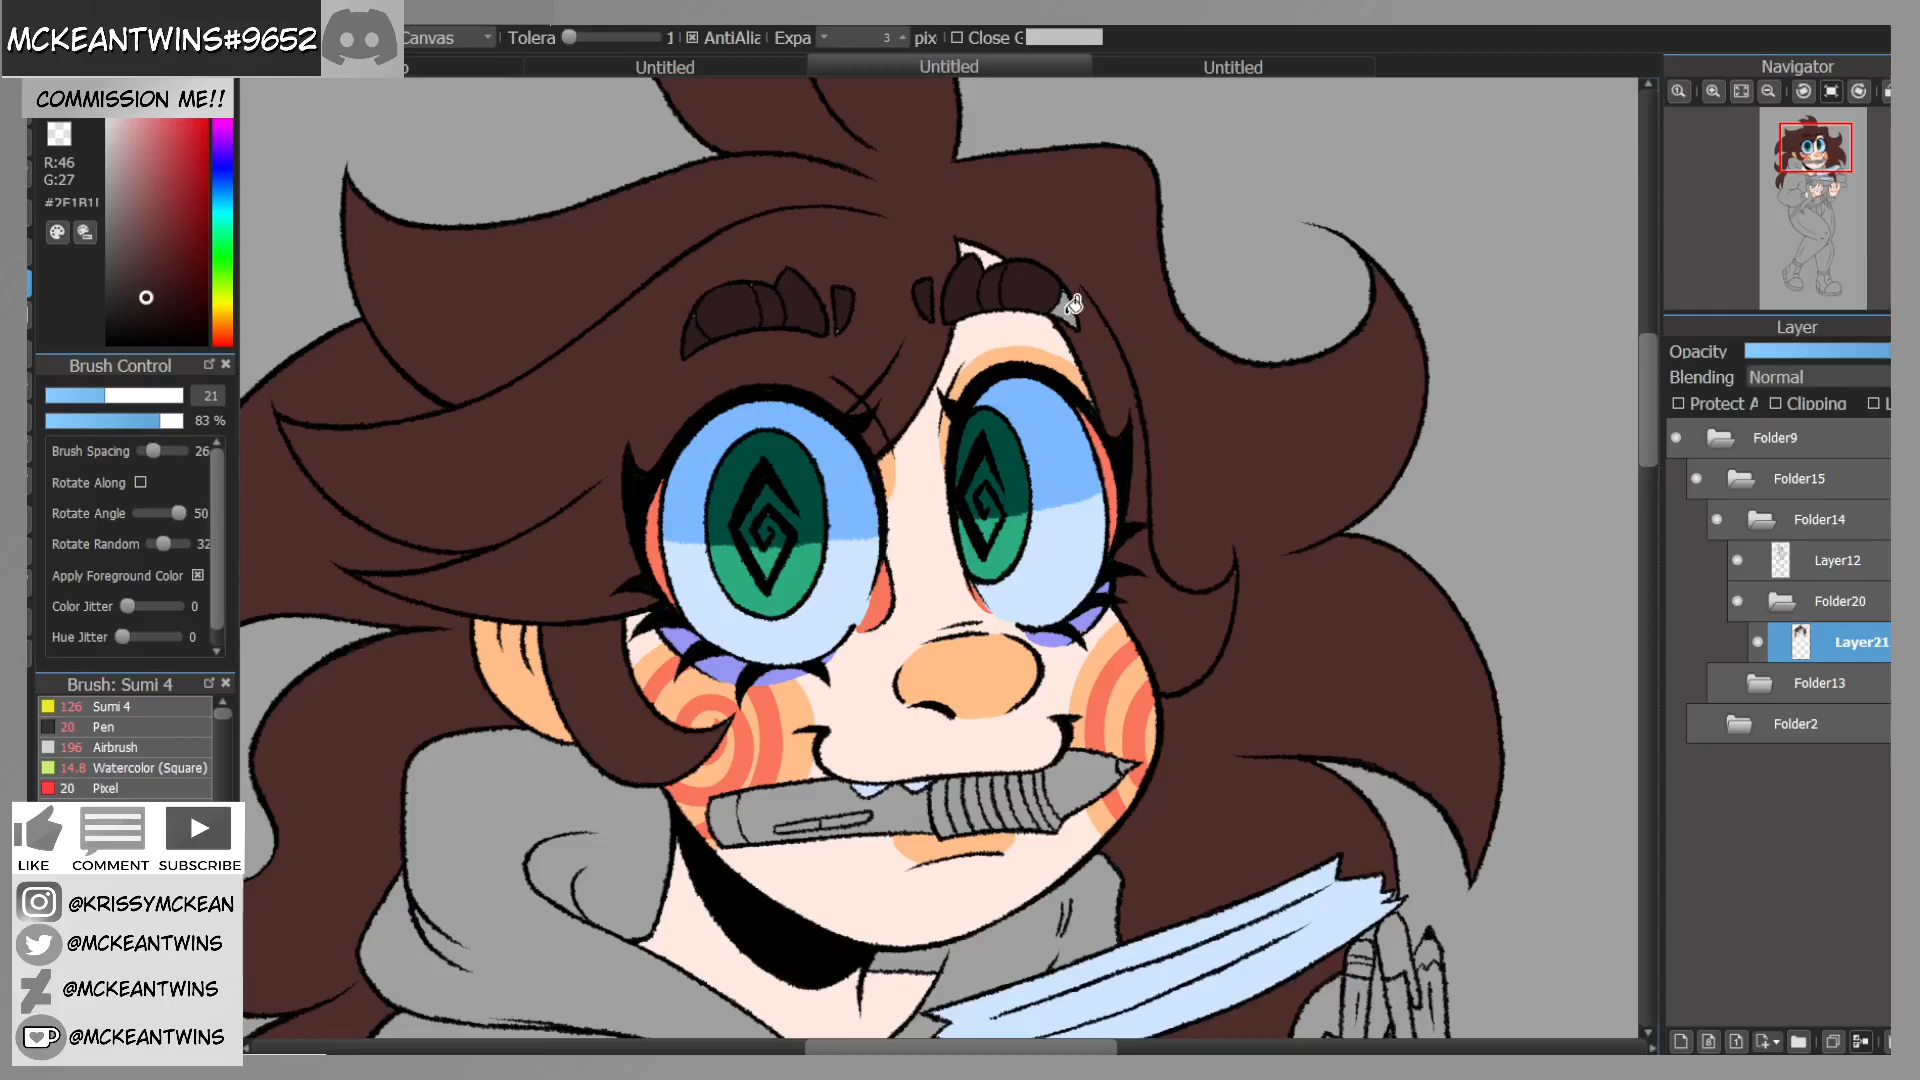 MCKEANTWINS#9652
COMMISSION ME!!
Canvas
Tolera 1 AntiAlia Expa 3 pix Close G
Untitled
Untitled
Untitled
R:46
G:27
Brush Control
21
83 %
Brush Spacing 26
Rotate Along
Rotate Angle 50
Rotate Random 32
Apply Foreground Color
Color Jitter 0
Hue Jitter 0
Brush: Sumi 4
126 Sumi 4
20 Pen
196 Airbrush
14.8 Watercolor (Square)
20 Pixel
LIKE COMMENT SUBSCRIBE
@KRISSYMCKEAN
@MCKEANTWINS
@MCKEANTWINS
@MCKEANTWINS
Navigator
Layer
Opacity
Blending Normal
Protect A Clipping L
Folder9
Folder15
Folder14
Layer12
Folder20
Layer21
Folder13
Folder2